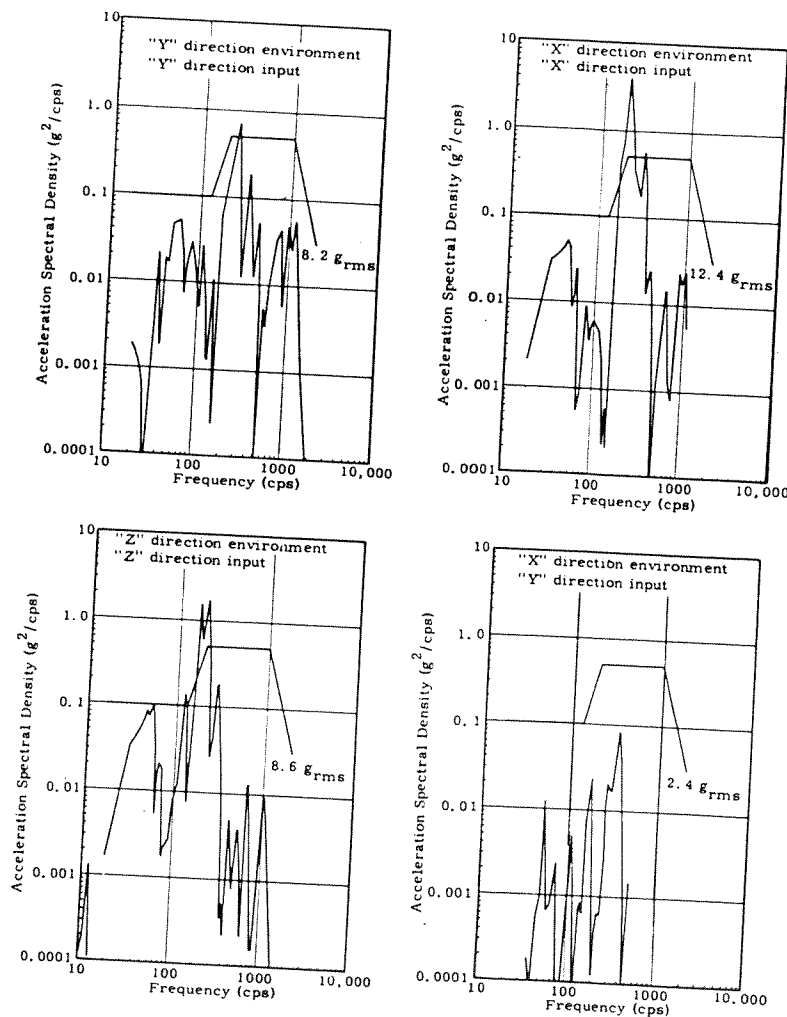 "Y" direction environment
"Y" direction input
Acceleration Spectral Density (g²/cps)
10
1.0
0.1
0.01
0.001
0.0001
8.2 grms
10
100
1000
10,000
Frequency (cps)
"X" direction environment
"X" direction input
Acceleration Spectral Density (g²/cps)
10
1.0
0.1
0.01
0.001
0.0001
12.4 grms
10
100
1000
10,000
Frequency (cps)
"Z" direction environment
"Z" direction input
Acceleration Spectral Density (g²/cps)
10
1.0
0.1
0.01
0.001
0.0001
8.6 grms
10
100
1000
10,000
Frequency (cps)
"X" direction environment
"Y" direction input
Acceleration Spectral Density (g²/cps)
10
1.0
0.1
0.01
0.001
0.0001
2.4 grms
10
100
1000
10,000
Frequency (cps)